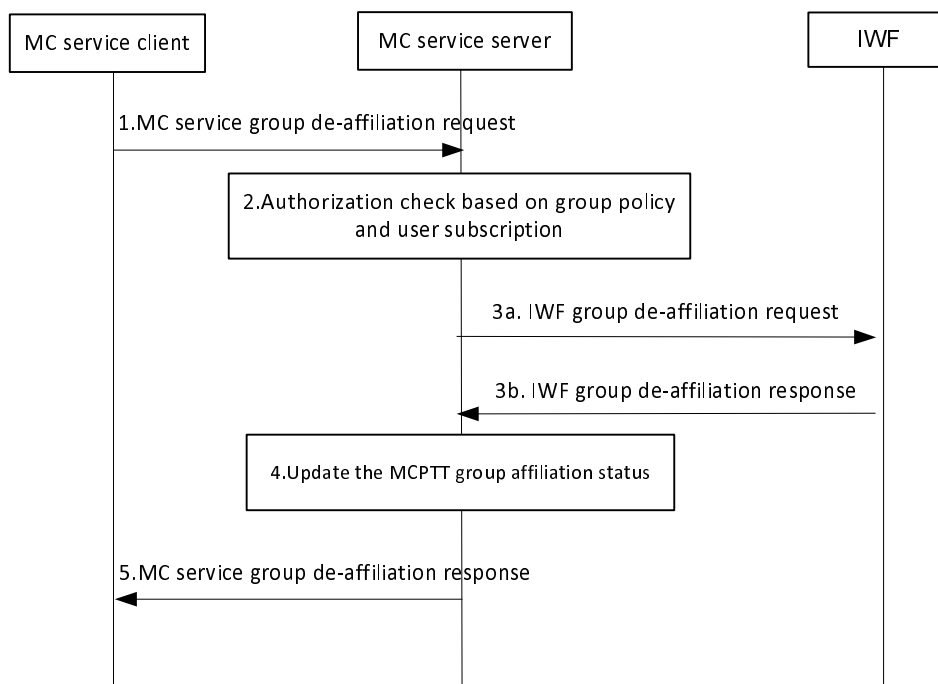 MC service client
MC service server
IWF
1.MC service group de-affiliation request
2.Authorization check based on group policy
and user subscription
3a. IWF group de-affiliation request
3b. IWF group de-affiliation response
4.Update the MCPTT group affiliation status
5.MC service group de-affiliation response